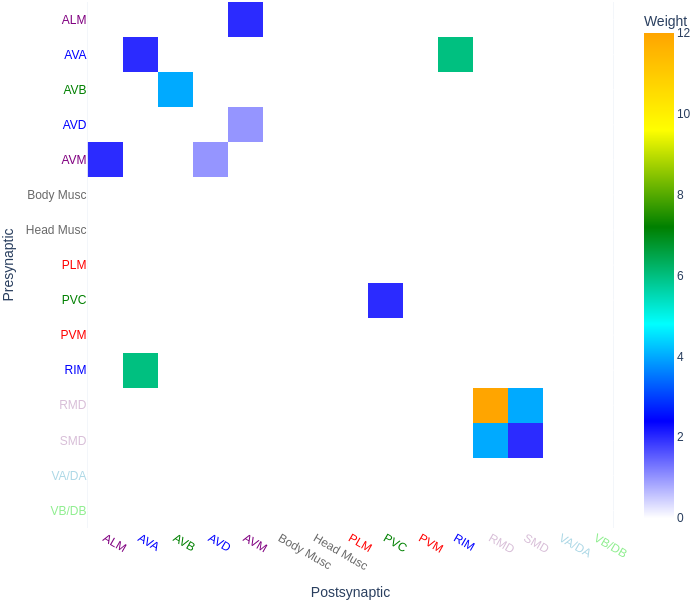 Weight
ALM
AVA
AVB
AVD
AVM
Body Musc
Head Musc
PLM
PVC
PVM
RIM
RMD
SMD
VA/DA
VB/DB
Presynaptic
12
10
8
6
4
2
0
ALM
AVA
AVB
AVD
AVM
Body Musc
Head Musc
PLM
PVC
PVM
RIM
RMD
SMD
VA/DA
VB/DB
Postsynaptic